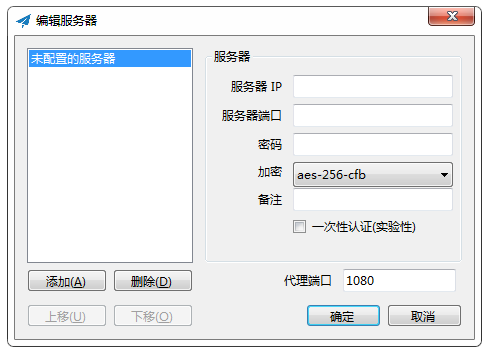 编辑服务器
未配置的服务器
服务器
服务器 IP
服务器端口
密码
加密 aes-256-cfb
备注
一次性认证(实验性)
添加(A) 删除(D)
代理端口 1080
上移(U) 下移(O)
确定 取消